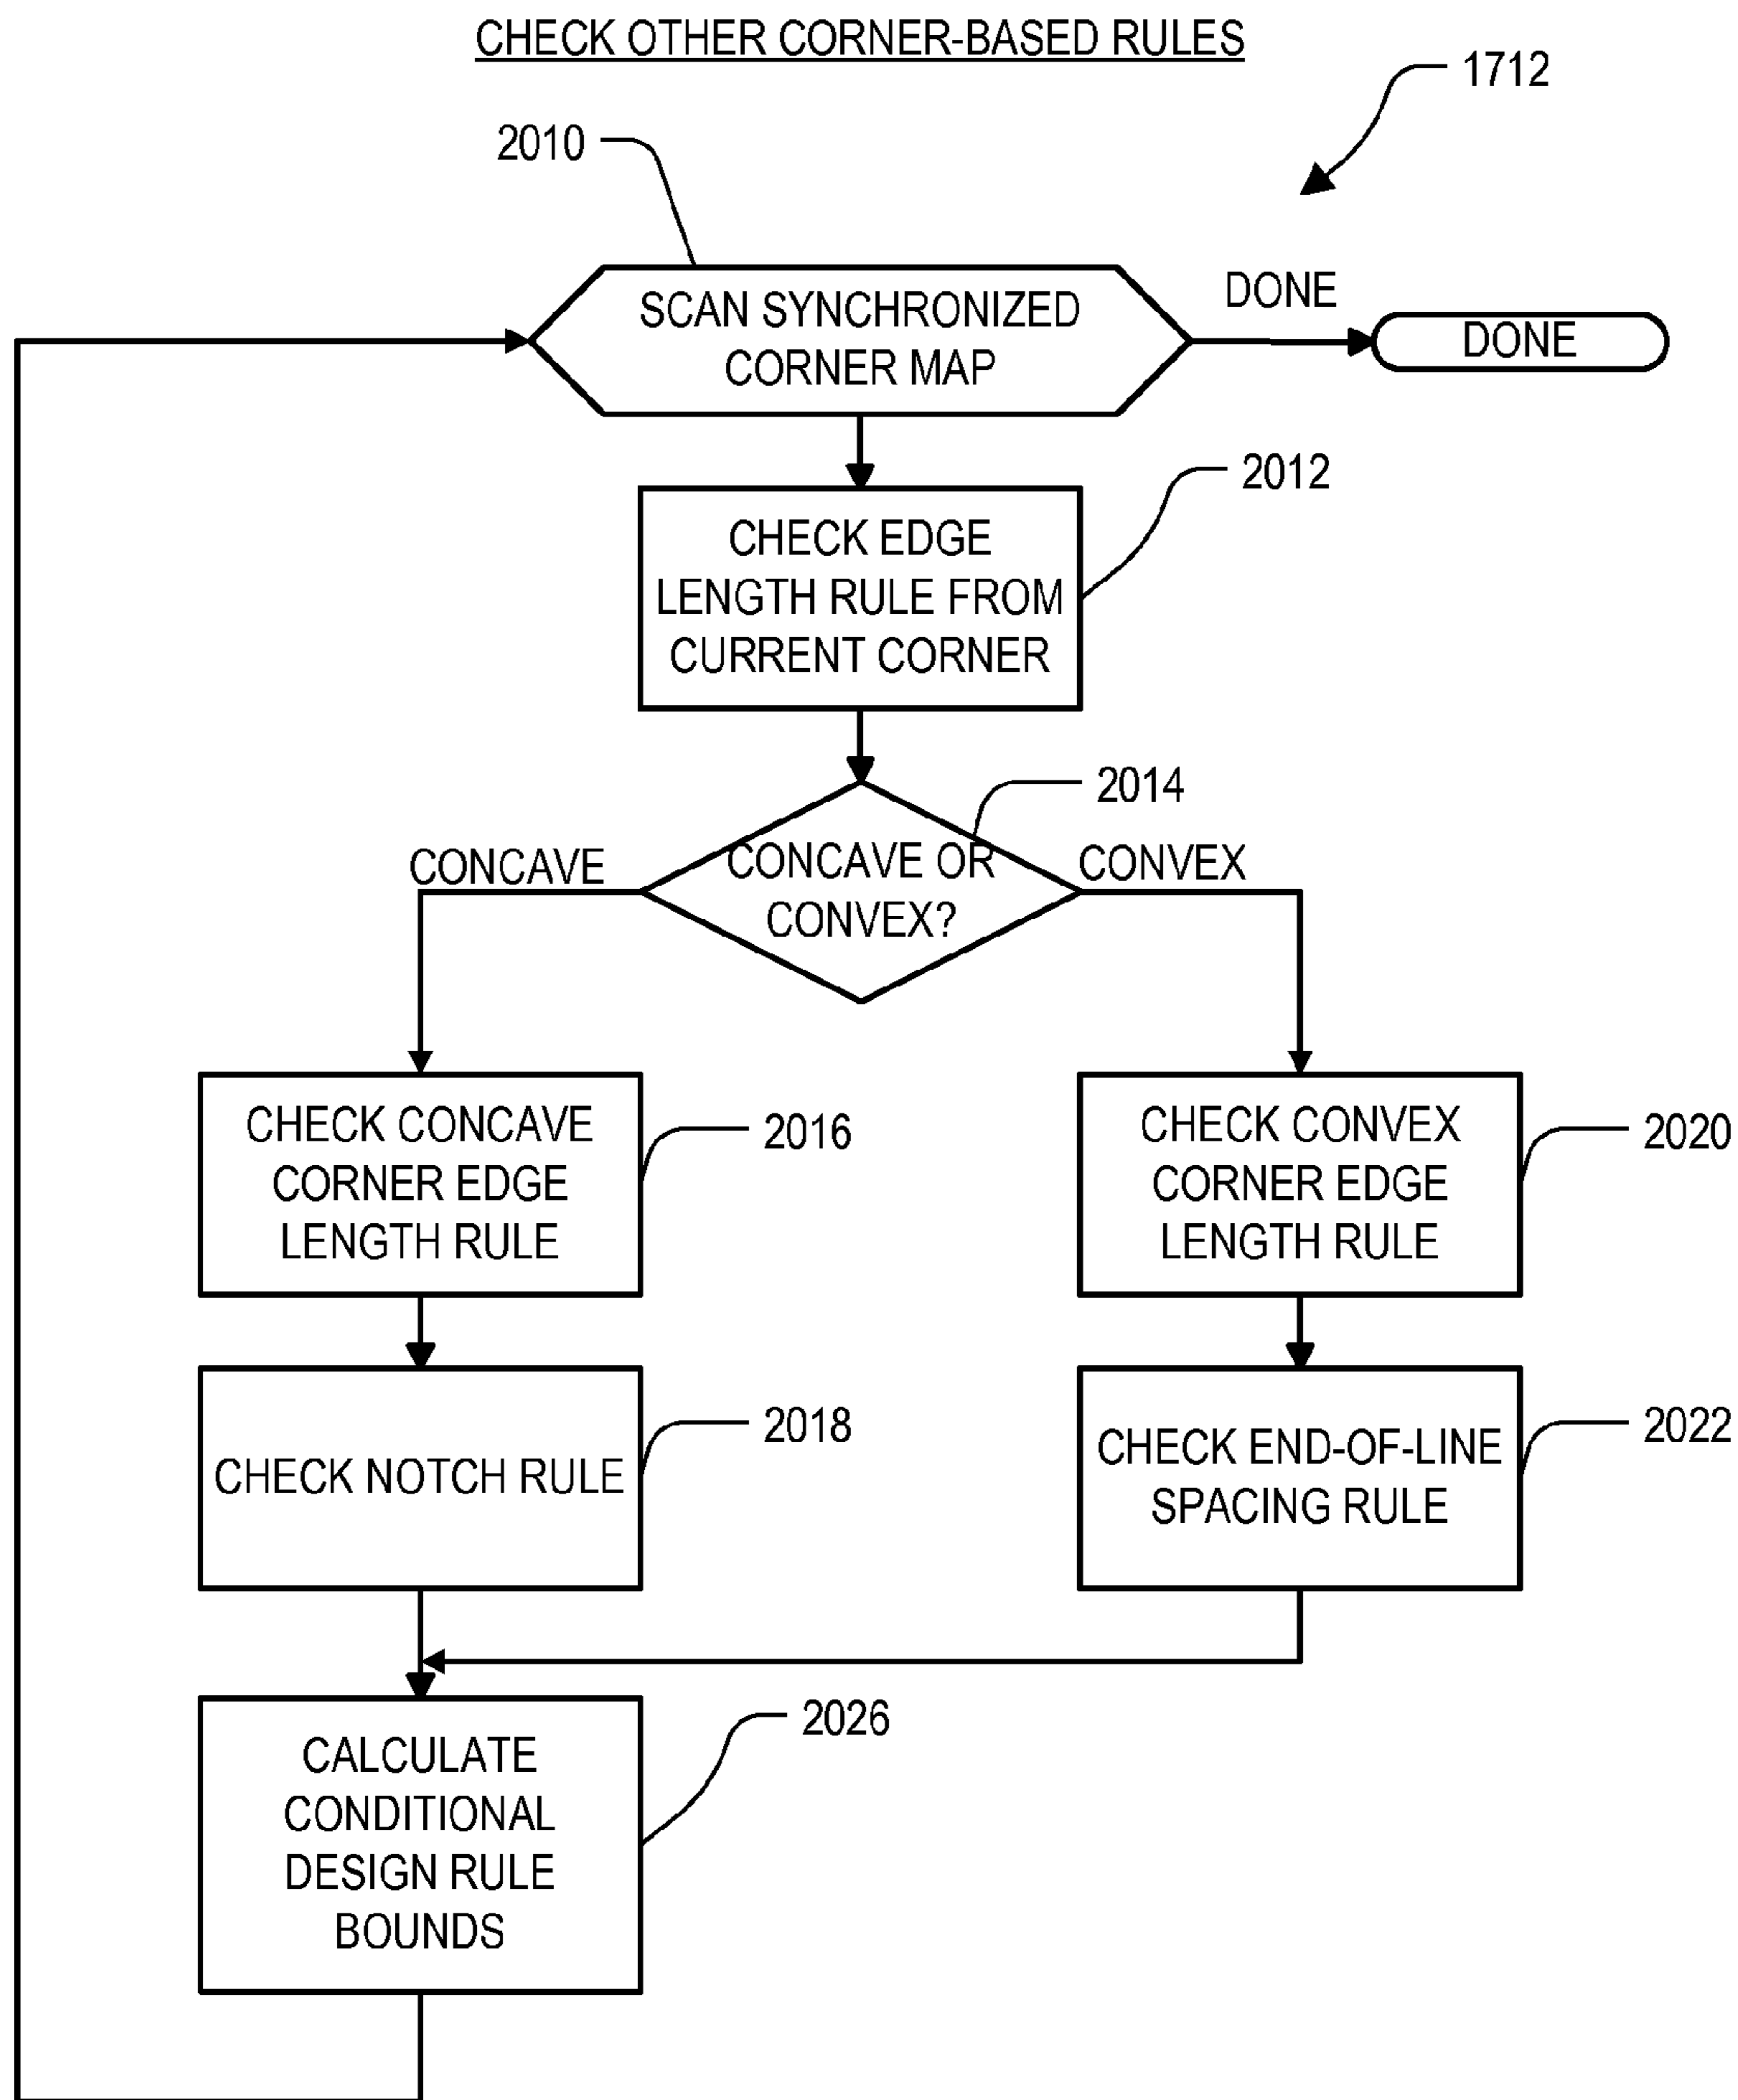 CHECK OTHER CORNER-BASED RULES
1712
2010
SCAN SYNCHRONIZED
CORNER MAP
DONE
DONE
2012
CHECK EDGE
LENGTH RULE FROM
CURRENT CORNER
2014
CONCAVE
CONCAVE OR
CONVEX?
CONVEX
CHECK CONCAVE
CORNER EDGE
LENGTH RULE
2016
CHECK CONVEX
CORNER EDGE
LENGTH RULE
2020
CHECK NOTCH RULE
2018
CHECK END-OF-LINE
SPACING RULE
2022
CALCULATE
CONDITIONAL
DESIGN RULE
BOUNDS
2026